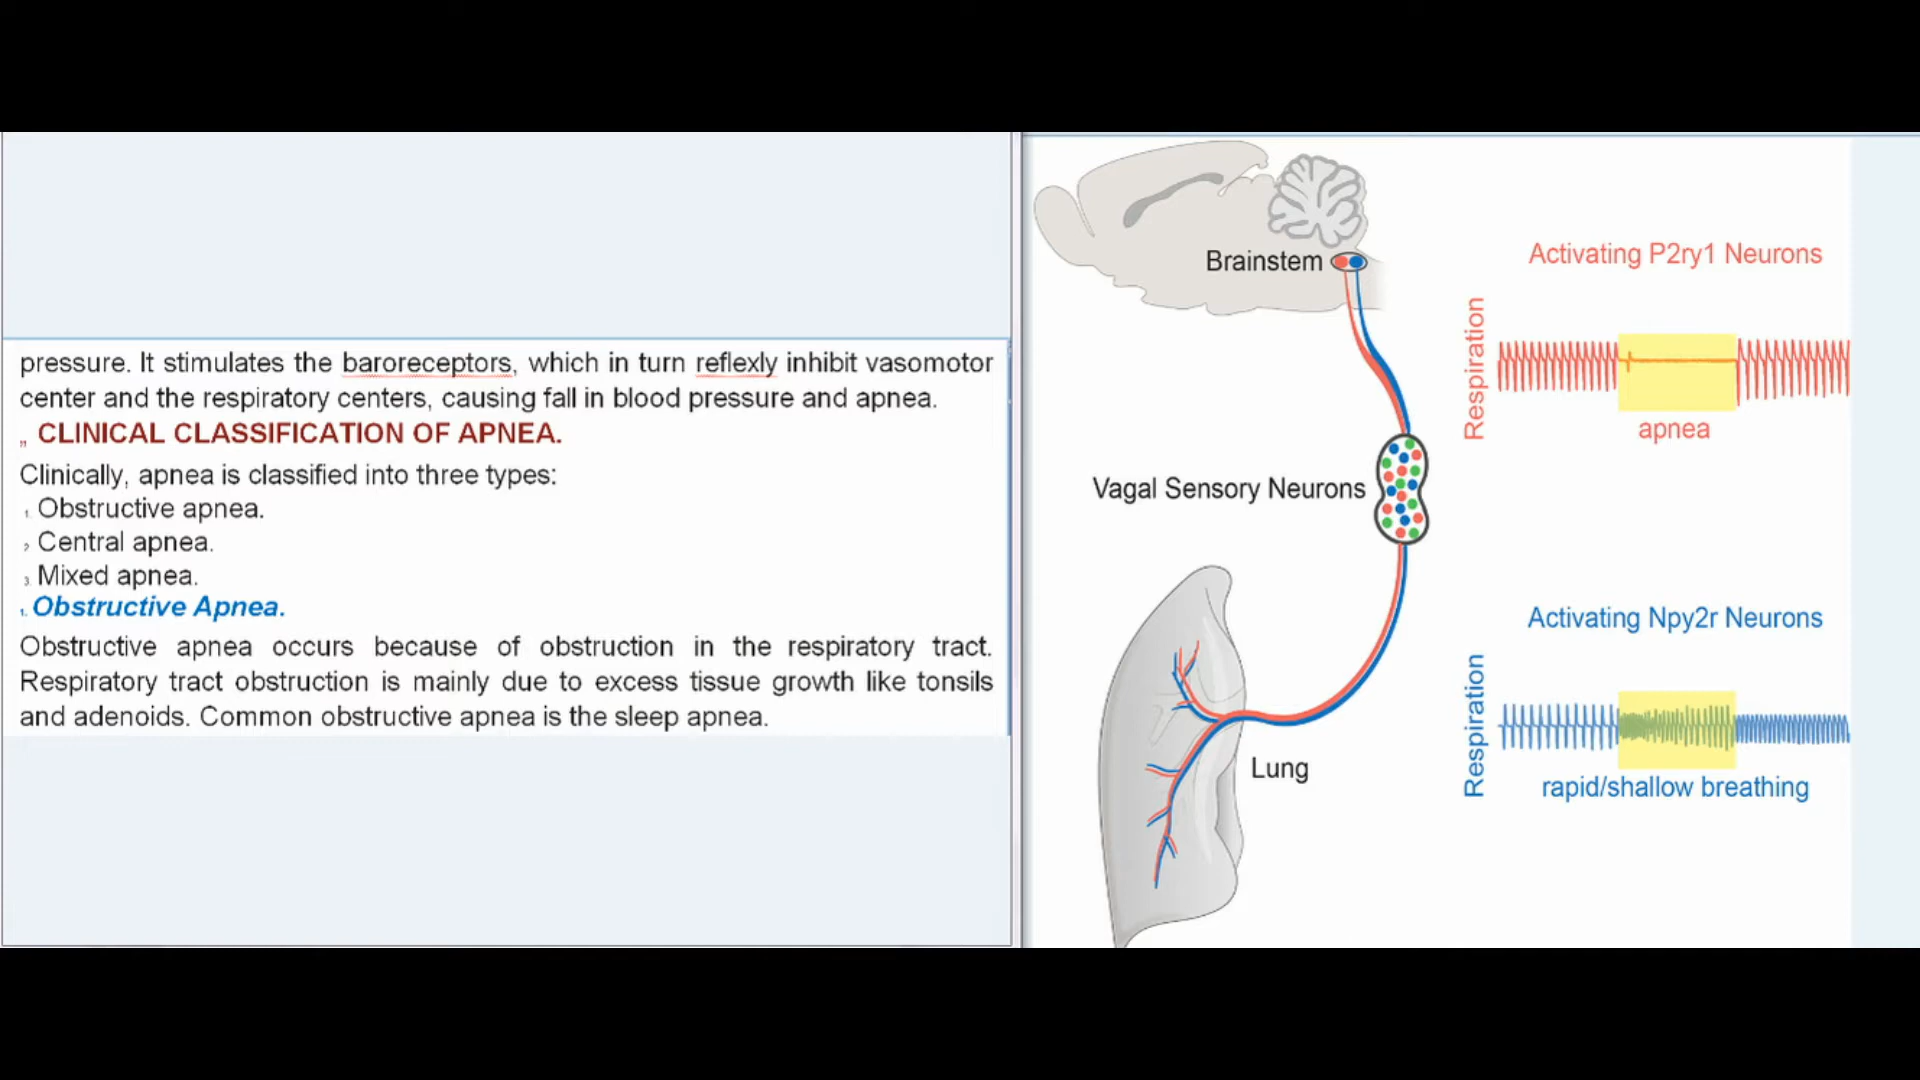 pressure. It stimulates the baroreceptors, which in turn reflexly inhibit vasomotor
center and the respiratory centers, causing fall in blood pressure and apnea.
„ CLINICAL CLASSIFICATION OF APNEA.
Clinically, apnea is classified into three types:
1. Obstructive apnea.
2. Central apnea.
3. Mixed apnea.
1. Obstructive Apnea.
Obstructive apnea occurs because of obstruction in the respiratory tract.
Respiratory tract obstruction is mainly due to excess tissue growth like tonsils
and adenoids. Common obstructive apnea is the sleep apnea.
Brainstem
Vagal Sensory Neurons
Lung
Activating P2ry1 Neurons
Respiration
apnea
Activating Npy2r Neurons
Respiration
rapid/shallow breathing